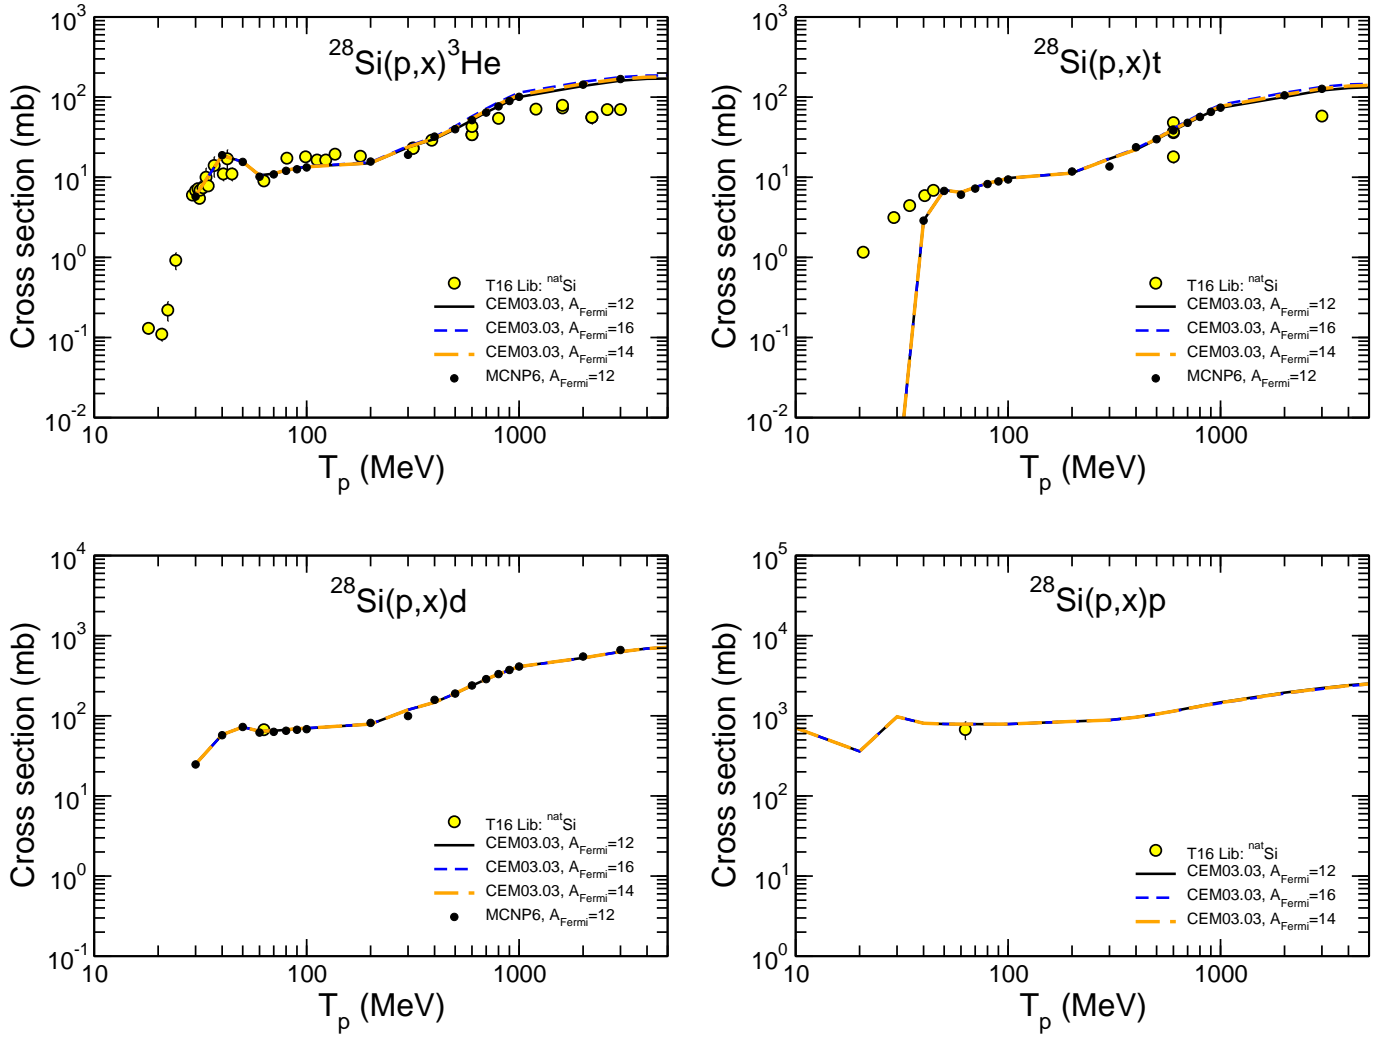 ²⁸Si(p,x)³He
Cross section (mb)
10³
10²
10¹
10⁰
10⁻¹
10⁻²
T16 Lib: ⁿᵃᵗSi
CEM03.03, A_Fermi=12
CEM03.03, A_Fermi=16
CEM03.03, A_Fermi=14
MCNP6, A_Fermi=12
10 100 1000
T_p (MeV)
²⁸Si(p,x)t
Cross section (mb)
10³
10²
10¹
10⁰
10⁻¹
10⁻²
T16 Lib: ⁿᵃᵗSi
CEM03.03, A_Fermi=12
CEM03.03, A_Fermi=16
CEM03.03, A_Fermi=14
MCNP6, A_Fermi=12
10 100 1000
T_p (MeV)
²⁸Si(p,x)d
Cross section (mb)
10⁴
10³
10²
10¹
10⁰
10⁻¹
T16 Lib: ⁿᵃᵗSi
CEM03.03, A_Fermi=12
CEM03.03, A_Fermi=16
CEM03.03, A_Fermi=14
MCNP6, A_Fermi=12
10 100 1000
T_p (MeV)
²⁸Si(p,x)p
Cross section (mb)
10⁵
10⁴
10³
10²
10¹
10⁰
T16 Lib: ⁿᵃᵗSi
CEM03.03, A_Fermi=12
CEM03.03, A_Fermi=16
CEM03.03, A_Fermi=14
10 100 1000
T_p (MeV)